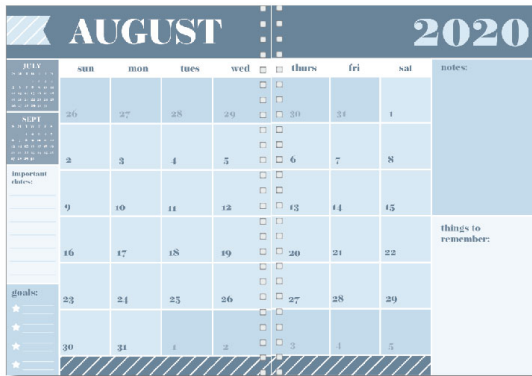 AUGUST 2020
JULY
SEPT
important
dates:
goals:
sun mon tues wed thurs fri sat
26 27 28 29 30 31 1
2 3 4 5 6 7 8
9 10 11 12 13 14 15
16 17 18 19 20 21 22
23 24 25 26 27 28 29
30 31 1 2 3 4 5
notes:
things to
remember: